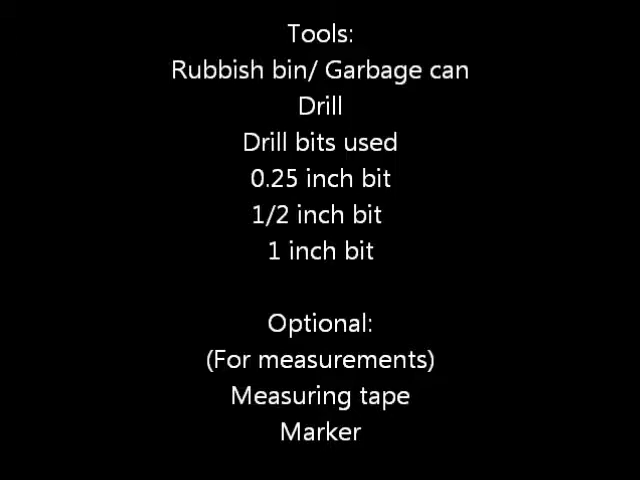 Tools:
Rubbish bin/ Garbage can
Drill
Drill bits used
0.25 inch bit
1/2 inch bit
1 inch bit
Optional:
(For measurements)
Measuring tape
Marker